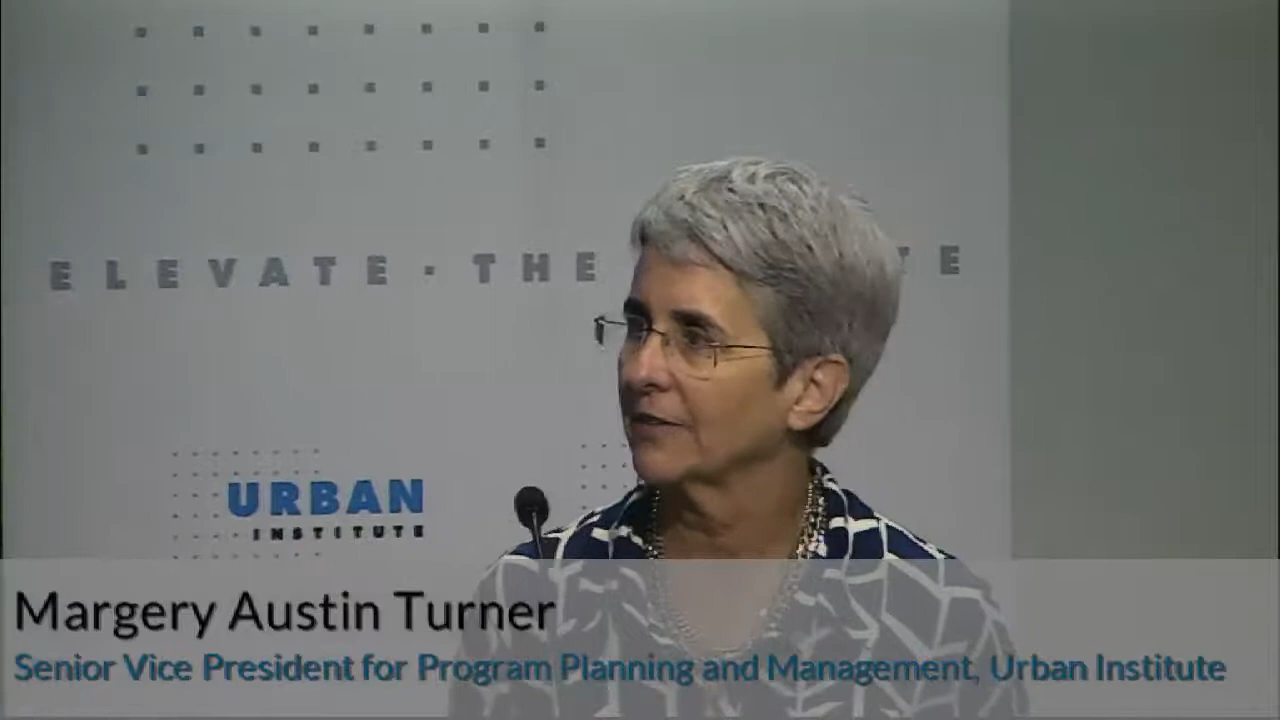 ELEVATE · THE
URBAN
INSTITUTE
Margery Austin Turner
Senior Vice President for Program Planning and Management, Urban Institute